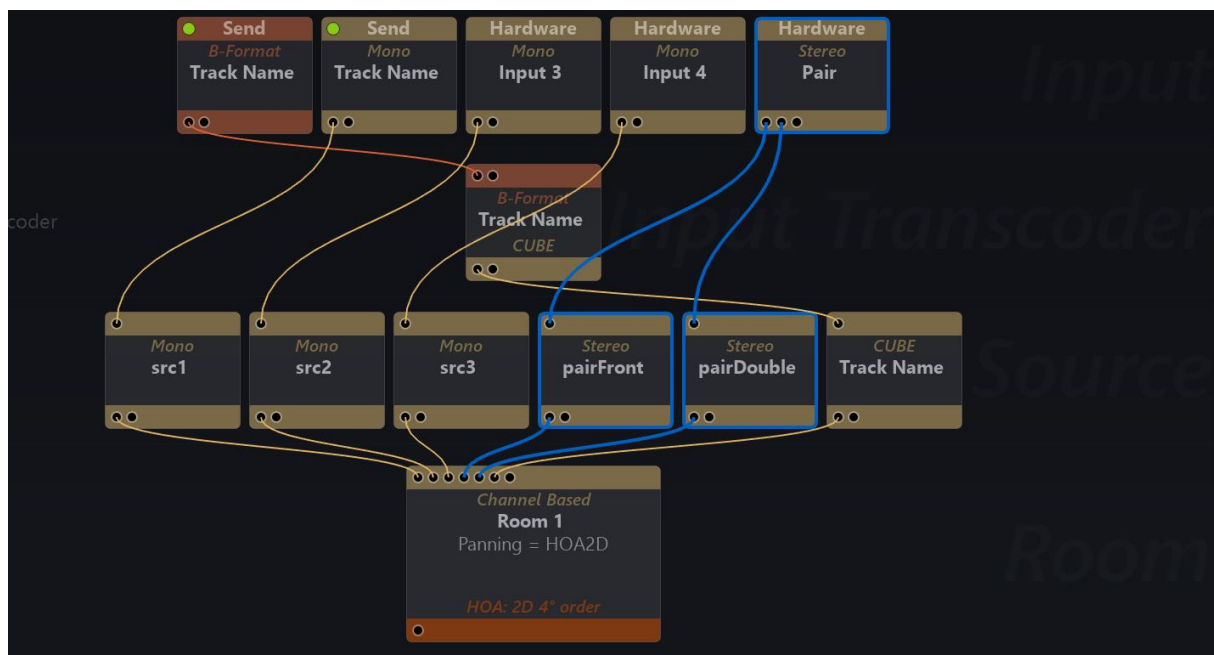 Send
B-Format
Track Name
Send
Mono
Track Name
Hardware
Mono
Input 3
Hardware
Mono
Input 4
Hardware
Stereo
Pair
Input
B-Format
Track Name
CUBE
coder
Input Transcoder
Mono
src1
Mono
src2
Mono
src3
Stereo
pairFront
Stereo
pairDouble
CUBE
Track Name
Source
Channel Based
Room 1
Panning = HOA2D
HOA: 2D 4° order
Room